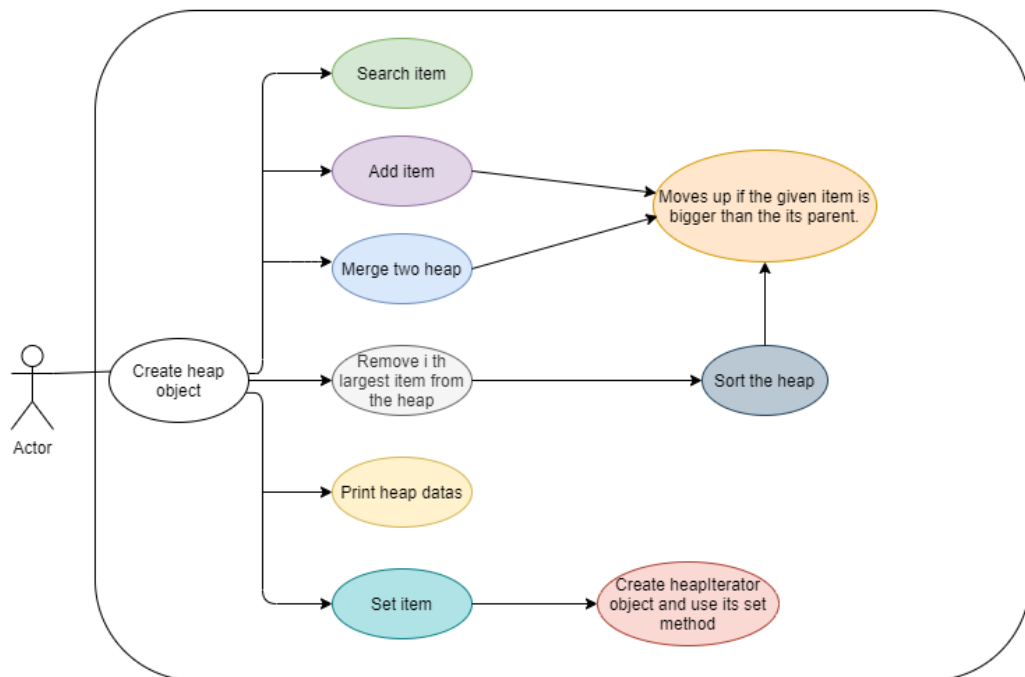 Search item
Add item
Moves up if the given item is
bigger than the its parent.
Merge two heap
Create heap
object
Remove i th
largest item from
the heap
Sort the heap
Actor
Print heap datas
Set item
Create heapIterator
object and use its set
method